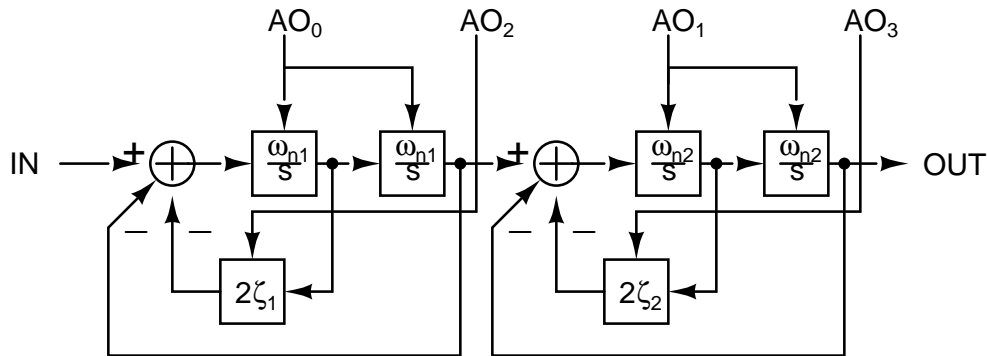 AO₀ AO₂ AO₁ AO₃
IN + ωₙ₁/s ωₙ₁/s + ωₙ₂/s ωₙ₂/s OUT
− − − −
2ζ₁ 2ζ₂